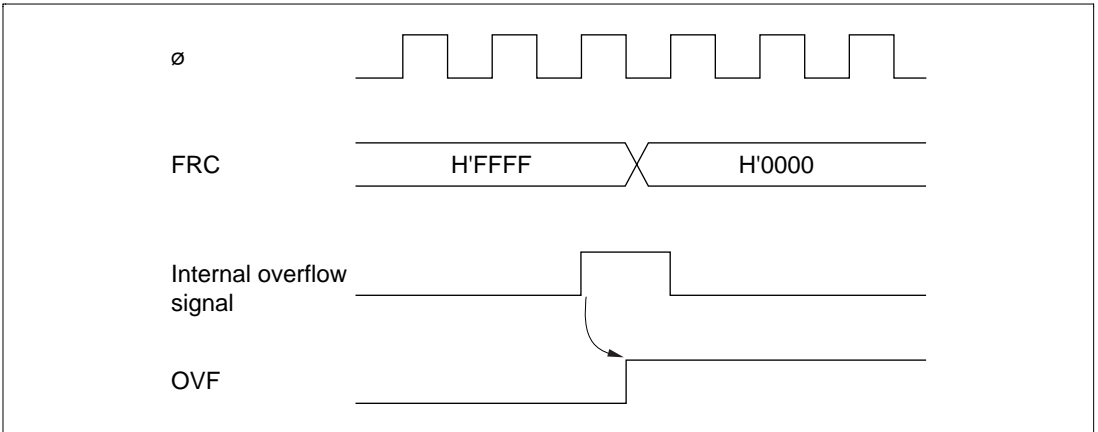 ø
FRC
H'FFFF
H'0000
Internal overflow
signal
OVF